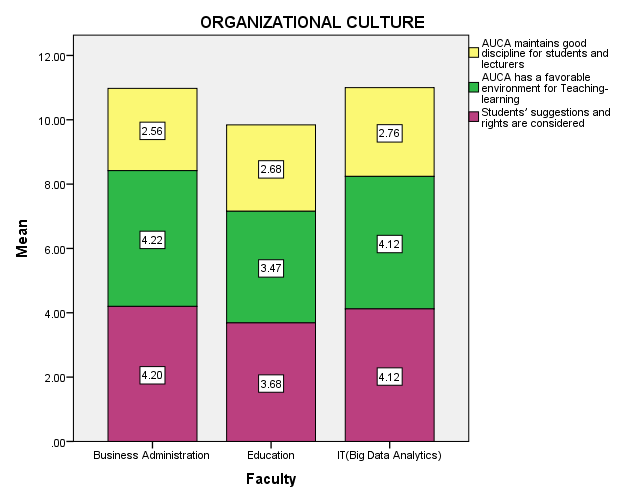 ORGANIZATIONAL CULTURE
12.00
10.00
8.00
6.00
4.00
2.00
.00
Mean
2.56
4.22
4.20
2.68
3.47
3.68
2.76
4.12
4.12
Business Administration
Education
IT(Big Data Analytics)
Faculty
AUCA maintains good
discipline for students and
lecturers
AUCA has a favorable
environment for Teaching-
learning
Students' suggestions and
rights are considered